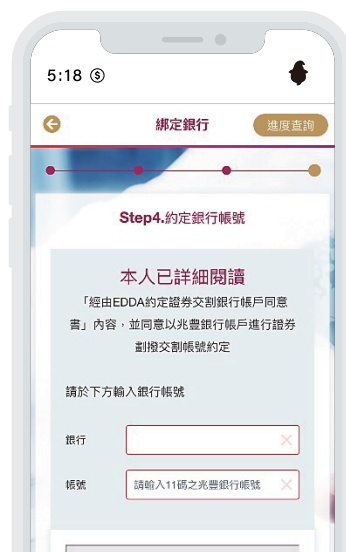 5:18 Ⓢ
綁定銀行
進度查詢
Step4.約定銀行帳號
本人已詳細閱讀
「經由EDDA約定證券交割銀行帳戶同意
書」內容，並同意以兆豐銀行帳戶進行證券
劃撥交割帳號約定
請於下方輸入銀行帳號
銀行
帳號 請輸入11碼之兆豐銀行帳號